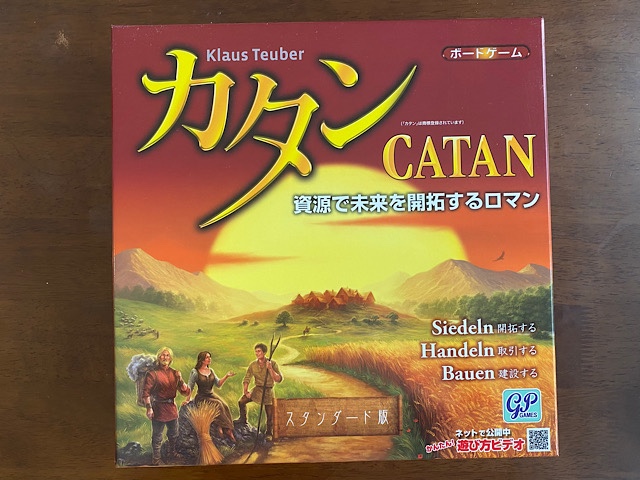 Klaus Teuber
ボードゲーム
カタン
(「カタン」は商標登録されています)
CATAN
資源で未来を開拓するロマン
Siedeln 開拓する
Handeln 取引する
Bauen 建設する
スタンダード版
GP
GAMES
ネットで公開中
かんたん!遊び方ビデオ